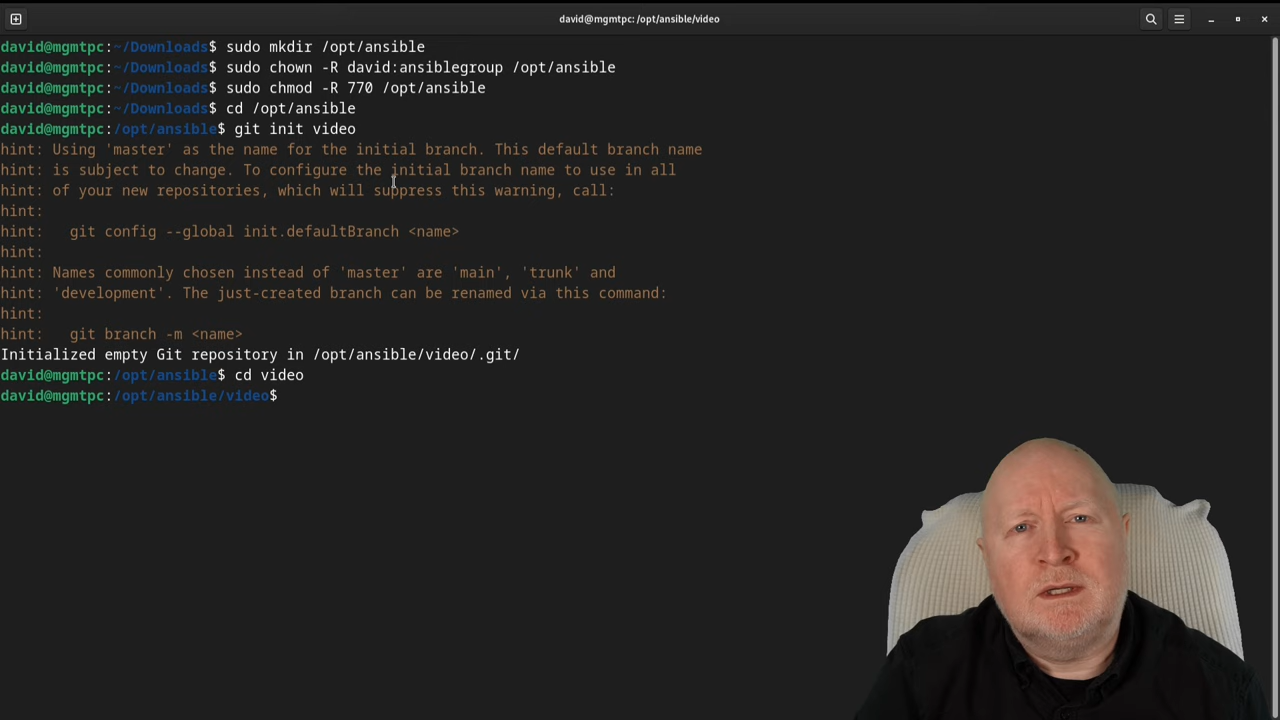 david@mgmtpc: /opt/ansible/video
david@mgmtpc:~/Downloads$ sudo mkdir /opt/ansible
david@mgmtpc:~/Downloads$ sudo chown -R david:ansiblegroup /opt/ansible
david@mgmtpc:~/Downloads$ sudo chmod -R 770 /opt/ansible
david@mgmtpc:~/Downloads$ cd /opt/ansible
david@mgmtpc:/opt/ansible$ git init video
hint: Using 'master' as the name for the initial branch. This default branch name
hint: is subject to change. To configure the initial branch name to use in all
hint: of your new repositories, which will suppress this warning, call:
hint:
hint:   git config --global init.defaultBranch <name>
hint:
hint: Names commonly chosen instead of 'master' are 'main', 'trunk' and
hint: 'development'. The just-created branch can be renamed via this command:
hint:
hint:   git branch -m <name>
Initialized empty Git repository in /opt/ansible/video/.git/
david@mgmtpc:/opt/ansible$ cd video
david@mgmtpc:/opt/ansible/video$